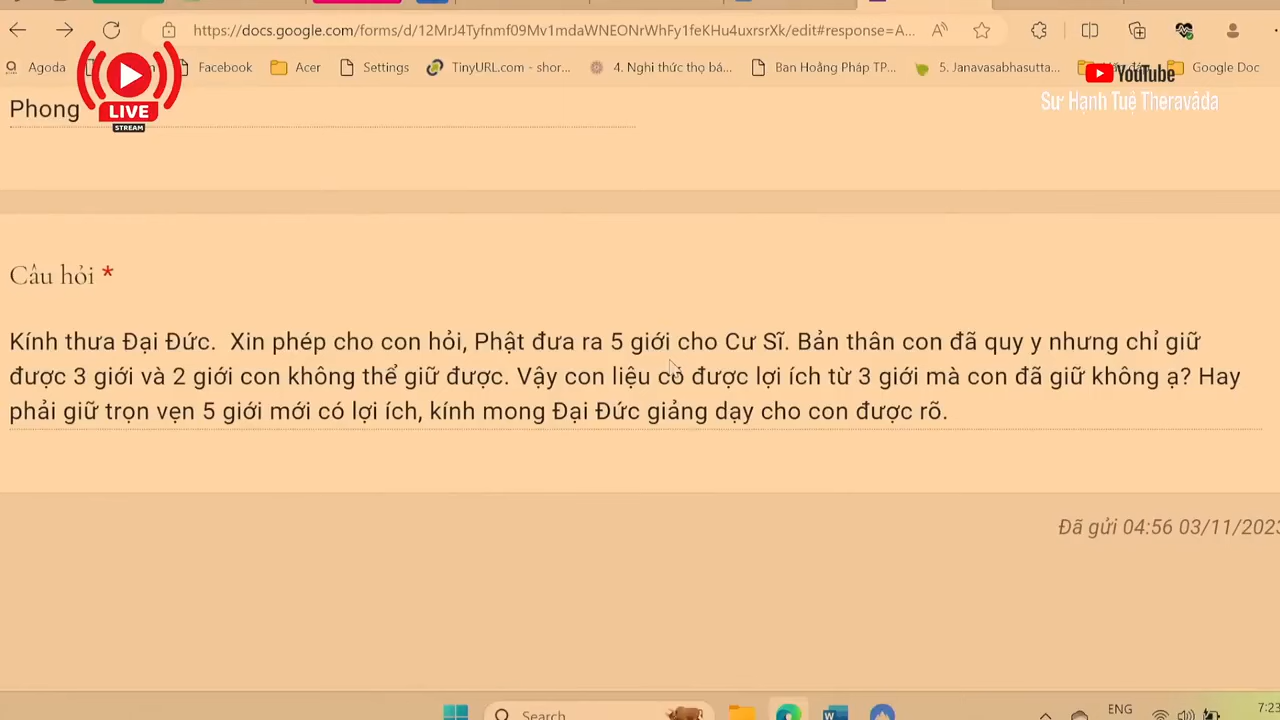 https://docs.google.com/forms/d/12MrJ4Tyfnmf09Mv1mdaWNEONrWhFy1feKHu4uxrsrXk/edit#response=A...
Agoda
Facebook
Acer
Settings
TinyURL.com - shor...
4. Nghi thức thọ bá...
Ban Hoằng Pháp TP...
5. Janavasabhasutta...
Google Doc
LIVE
STREAM
YouTube
Sư Hạnh Tuệ Theravāda
Phong
Câu hỏi *
Kính thưa Đại Đức.  Xin phép cho con hỏi, Phật đưa ra 5 giới cho Cư Sĩ. Bản thân con đã quy y nhưng chỉ giữ
được 3 giới và 2 giới con không thể giữ được. Vậy con liệu có được lợi ích từ 3 giới mà con đã giữ không ạ? Hay
phải giữ trọn vẹn 5 giới mới có lợi ích, kính mong Đại Đức giảng dạy cho con được rõ.
Đã gửi 04:56 03/11/2023
Search
ENG
7:23